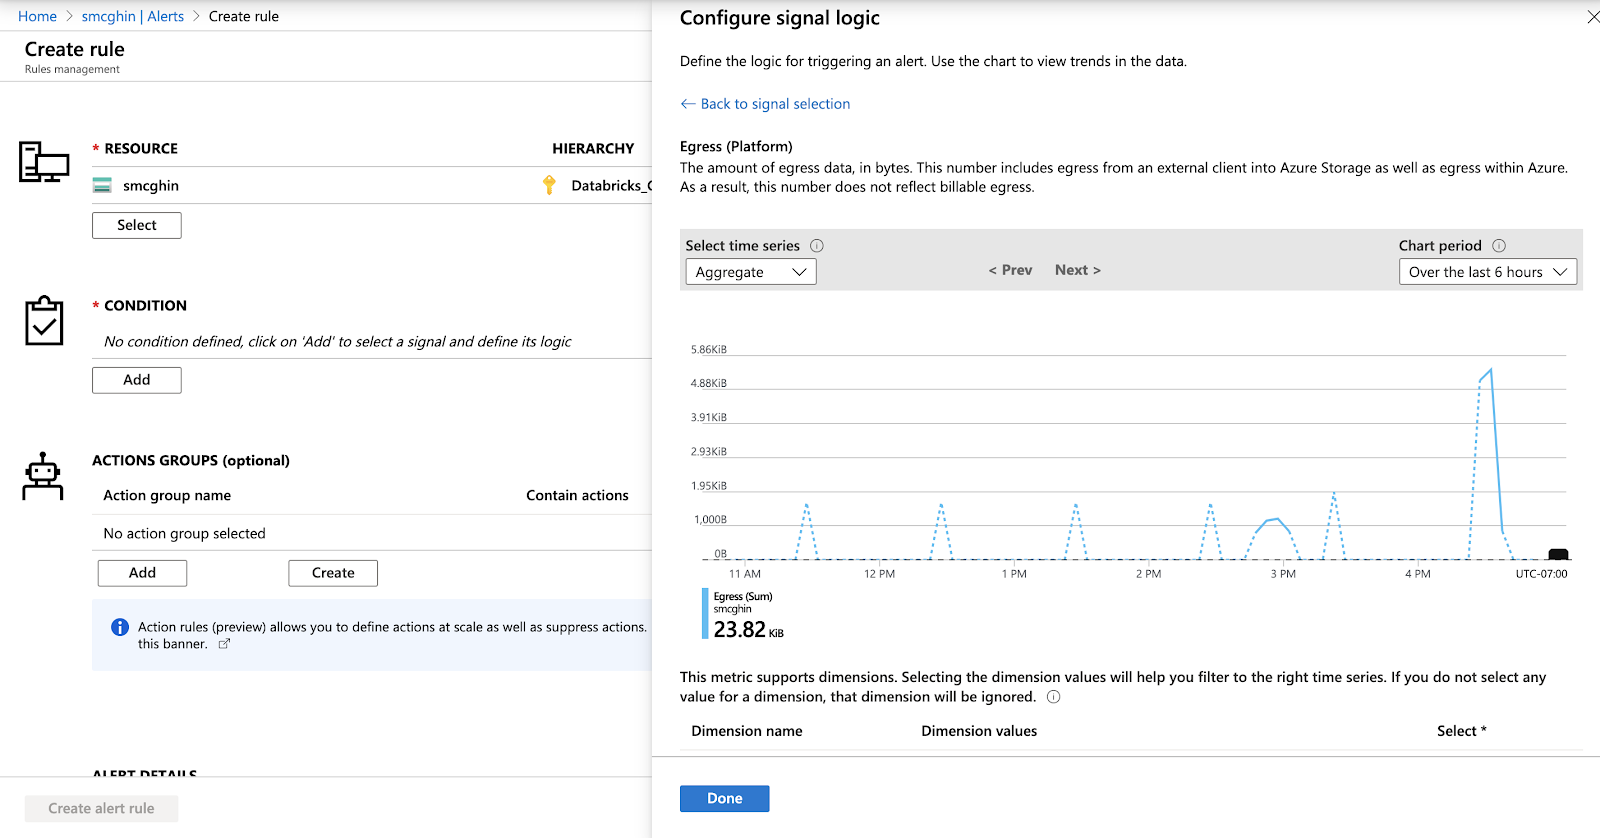 Home > smcghin | Alerts > Create rule
Create rule
Rules management
* RESOURCE
HIERARCHY
smcghin
Databricks_
Select
* CONDITION
No condition defined, click on 'Add' to select a signal and define its logic
Add
ACTIONS GROUPS (optional)
Action group name
Contain actions
No action group selected
Add
Create
Action rules (preview) allows you to define actions at scale as well as suppress actions.
this banner.
ALERT DETAILS
Create alert rule
Configure signal logic
Define the logic for triggering an alert. Use the chart to view trends in the data.
← Back to signal selection
Egress (Platform)
The amount of egress data, in bytes. This number includes egress from an external client into Azure Storage as well as egress within Azure.
As a result, this number does not reflect billable egress.
Select time series
Aggregate
< Prev
Next >
Chart period
Over the last 6 hours
5.86KiB
4.88KiB
3.91KiB
2.93KiB
1.95KiB
1,000B
0B
11 AM
12 PM
1 PM
2 PM
3 PM
4 PM
UTC-07:00
Egress (Sum)
smcghin
23.82 KiB
This metric supports dimensions. Selecting the dimension values will help you filter to the right time series. If you do not select any
value for a dimension, that dimension will be ignored.
Dimension name
Dimension values
Select *
Done